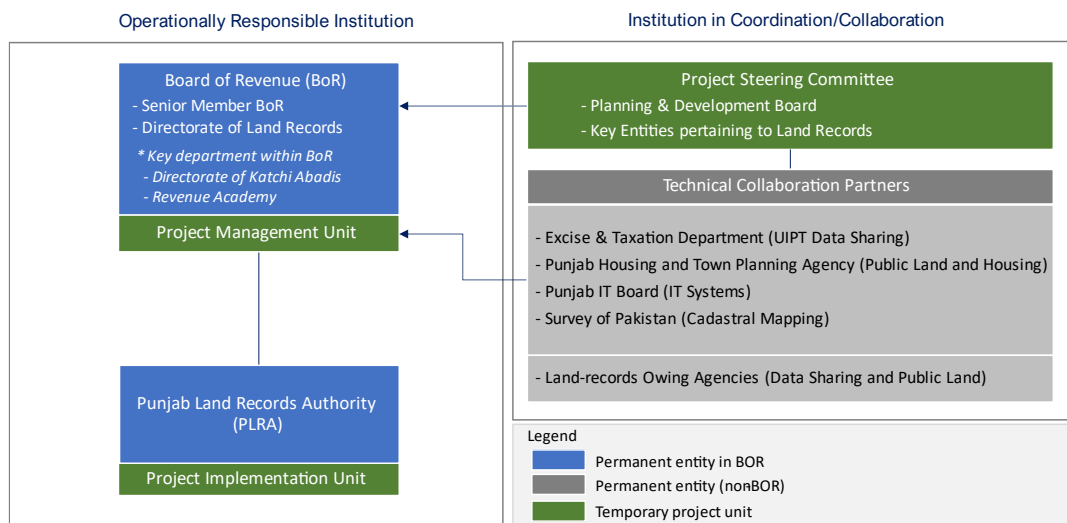 Operationally Responsible Institution
Board of Revenue (BoR)
- Senior Member BoR
- Directorate of Land Records
* Key department within BoR
- Directorate of Katchi Abadis
- Revenue Academy
Project Management Unit
Punjab Land Records Authority
(PLRA)
Project Implementation Unit
Institution in Coordination/Collaboration
Project Steering Committee
- Planning & Development Board
- Key Entities pertaining to Land Records
Technical Collaboration Partners
- Excise & Taxation Department (UIPT Data Sharing)
- Punjab Housing and Town Planning Agency (Public Land and Housing)
- Punjab IT Board (IT Systems)
- Survey of Pakistan (Cadastral Mapping)
- Land-records Owing Agencies (Data Sharing and Public Land)
Legend
Permanent entity in BOR
Permanent entity (non-BOR)
Temporary project unit